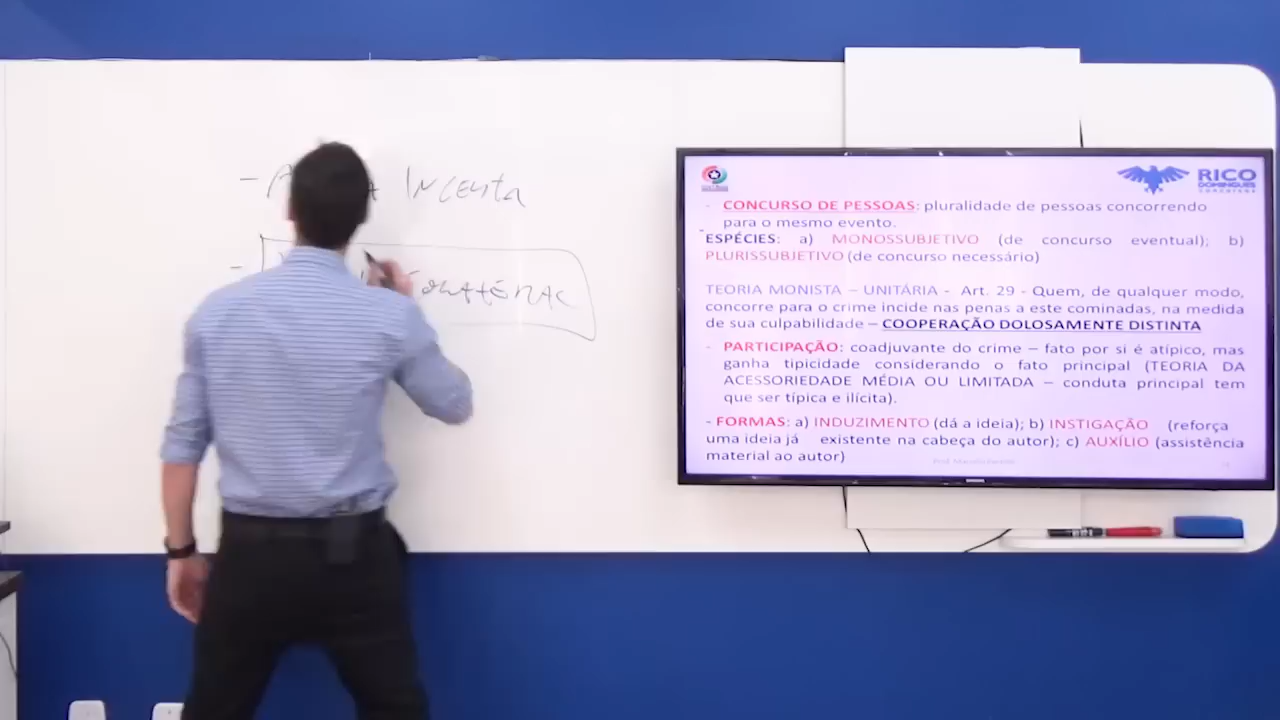 - INCERTA
-
RICO
DOMINGUES
CONCURSOS
- CONCURSO DE PESSOAS: pluralidade de pessoas concorrendo
para o mesmo evento.
ESPÉCIES: a) MONOSSUBJETIVO (de concurso eventual); b)
PLURISSUBJETIVO (de concurso necessário)
TEORIA MONISTA – UNITÁRIA - Art. 29 - Quem, de qualquer modo,
concorre para o crime incide nas penas a este cominadas, na medida
de sua culpabilidade – COOPERAÇÃO DOLOSAMENTE DISTINTA
- PARTICIPAÇÃO: coadjuvante do crime – fato por si é atípico, mas
ganha tipicidade considerando o fato principal (TEORIA DA
ACESSORIEDADE MÉDIA OU LIMITADA – conduta principal tem
que ser típica e ilícita).
- FORMAS: a) INDUZIMENTO (dá a ideia); b) INSTIGAÇÃO (reforça
uma ideia já existente na cabeça do autor); c) AUXÍLIO (assistência
material ao autor)